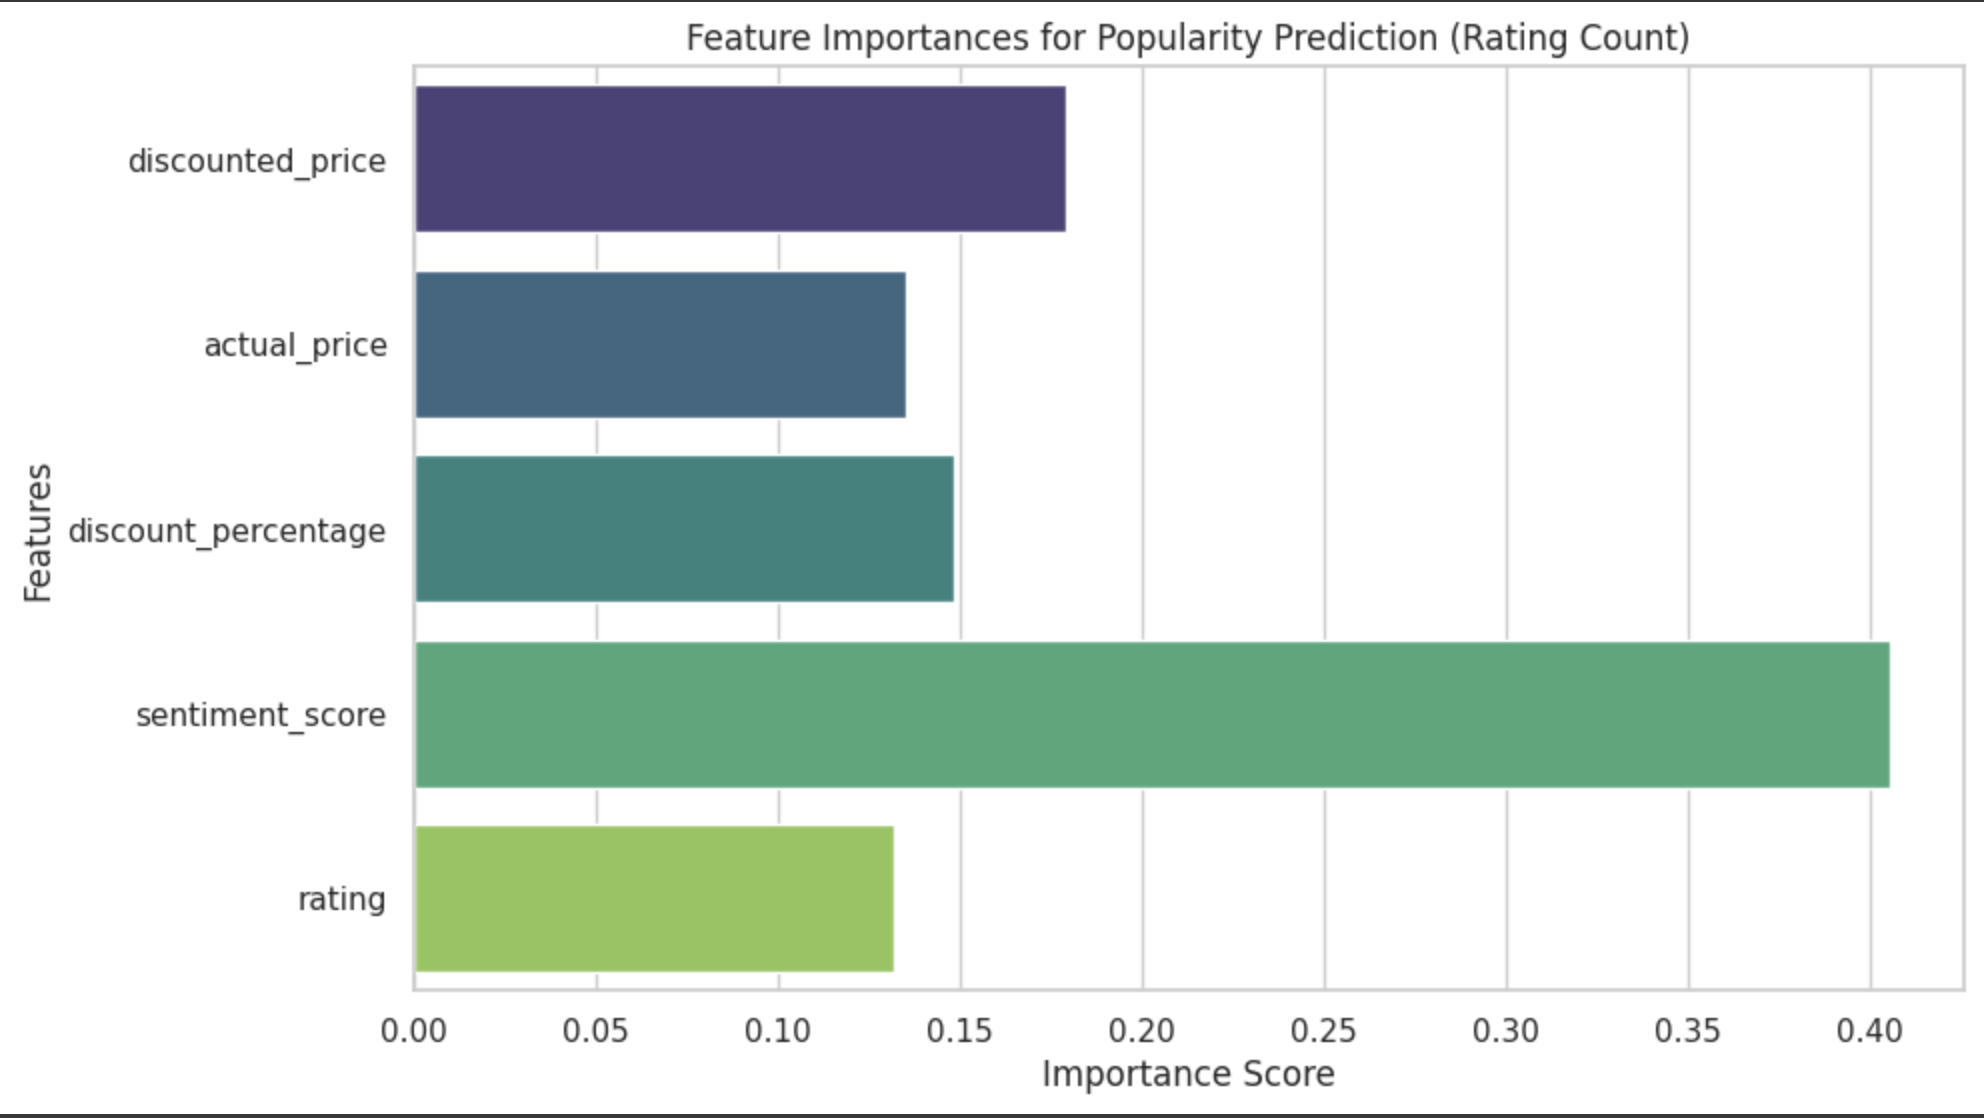 Feature Importances for Popularity Prediction (Rating Count)
discounted_price
actual_price
discount_percentage
sentiment_score
rating
Features
0.00 0.05 0.10 0.15 0.20 0.25 0.30 0.35 0.40
Importance Score